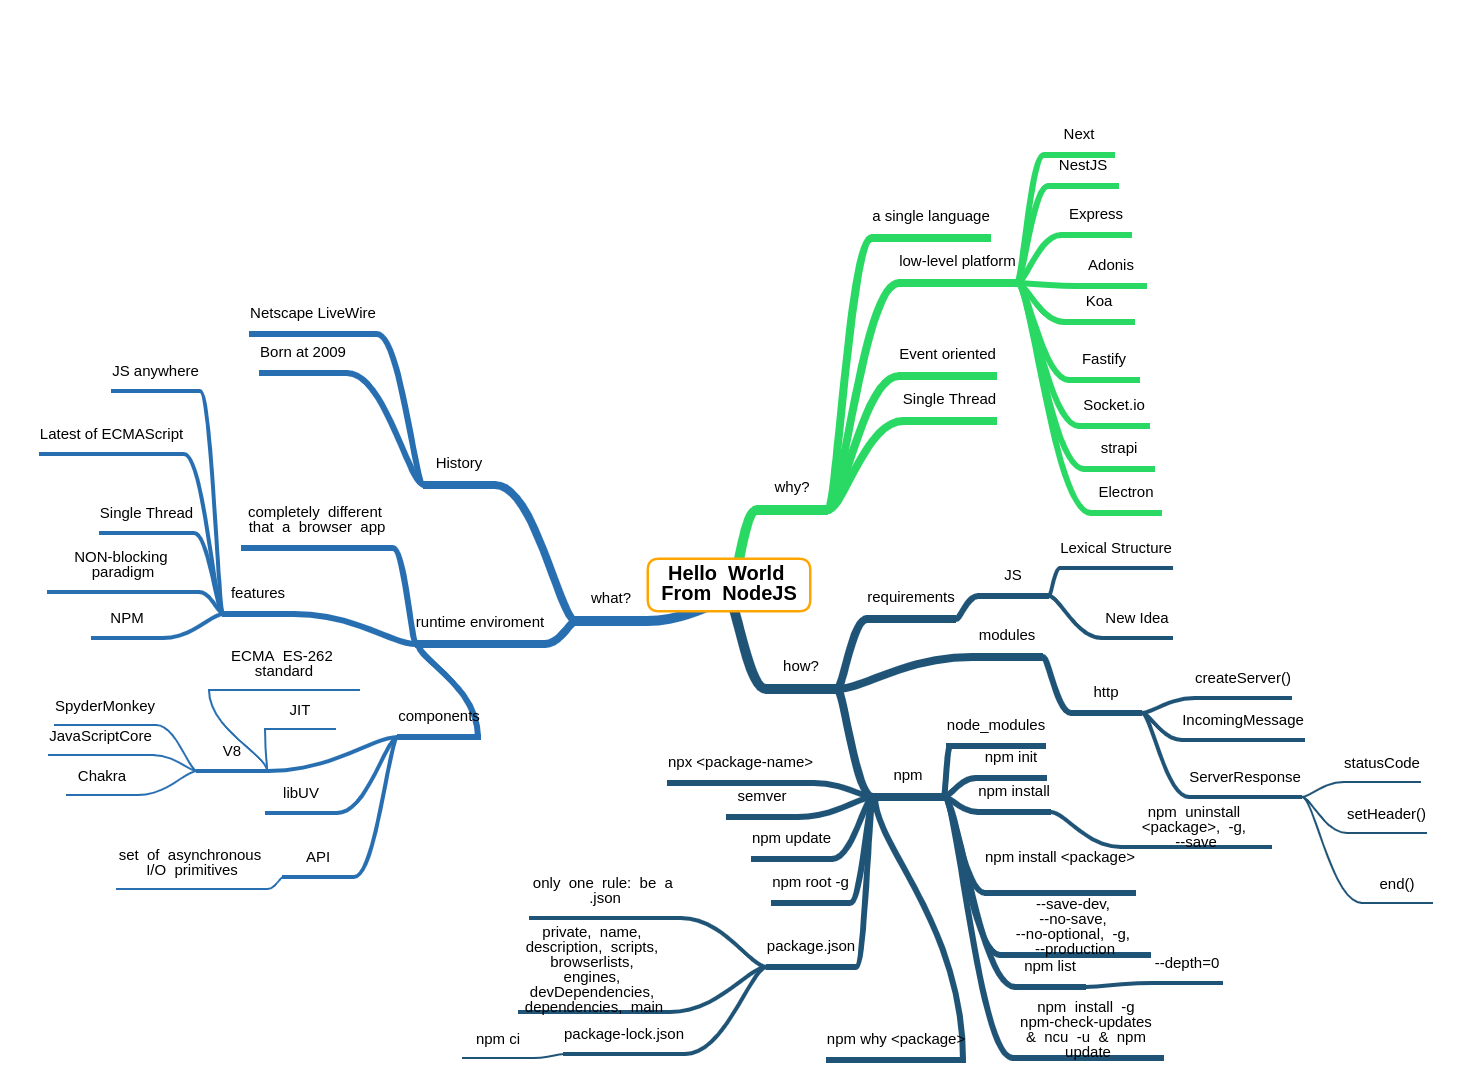 Hello World
From NodeJS
why?
a single language
low-level platform
Next
NestJS
Express
Adonis
Koa
Fastify
Socket.io
strapi
Electron
Event oriented
Single Thread
what?
History
Netscape LiveWire
Born at 2009
runtime enviroment
completely different
that a browser app
features
JS anywhere
Latest of ECMAScript
Single Thread
NON-blocking
paradigm
NPM
components
V8
ECMA ES-262
standard
JIT
SpyderMonkey
JavaScriptCore
Chakra
libUV
API
set of asynchronous
I/O primitives
how?
requirements
JS
Lexical Structure
New Idea
modules
http
createServer()
IncomingMessage
ServerResponse
statusCode
setHeader()
end()
npm
node_modules
npm init
npm install
npm uninstall
<package>, -g,
--save
npm install <package>
--save-dev,
--no-save,
--no-optional, -g,
--production
npm list
--depth=0
npm install -g
npm-check-updates
& ncu -u & npm
update
npx <package-name>
semver
npm update
npm root -g
package.json
only one rule: be a
.json
private, name,
description, scripts,
browserlists,
engines,
devDependencies,
dependencies, main
package-lock.json
npm ci
npm why <package>